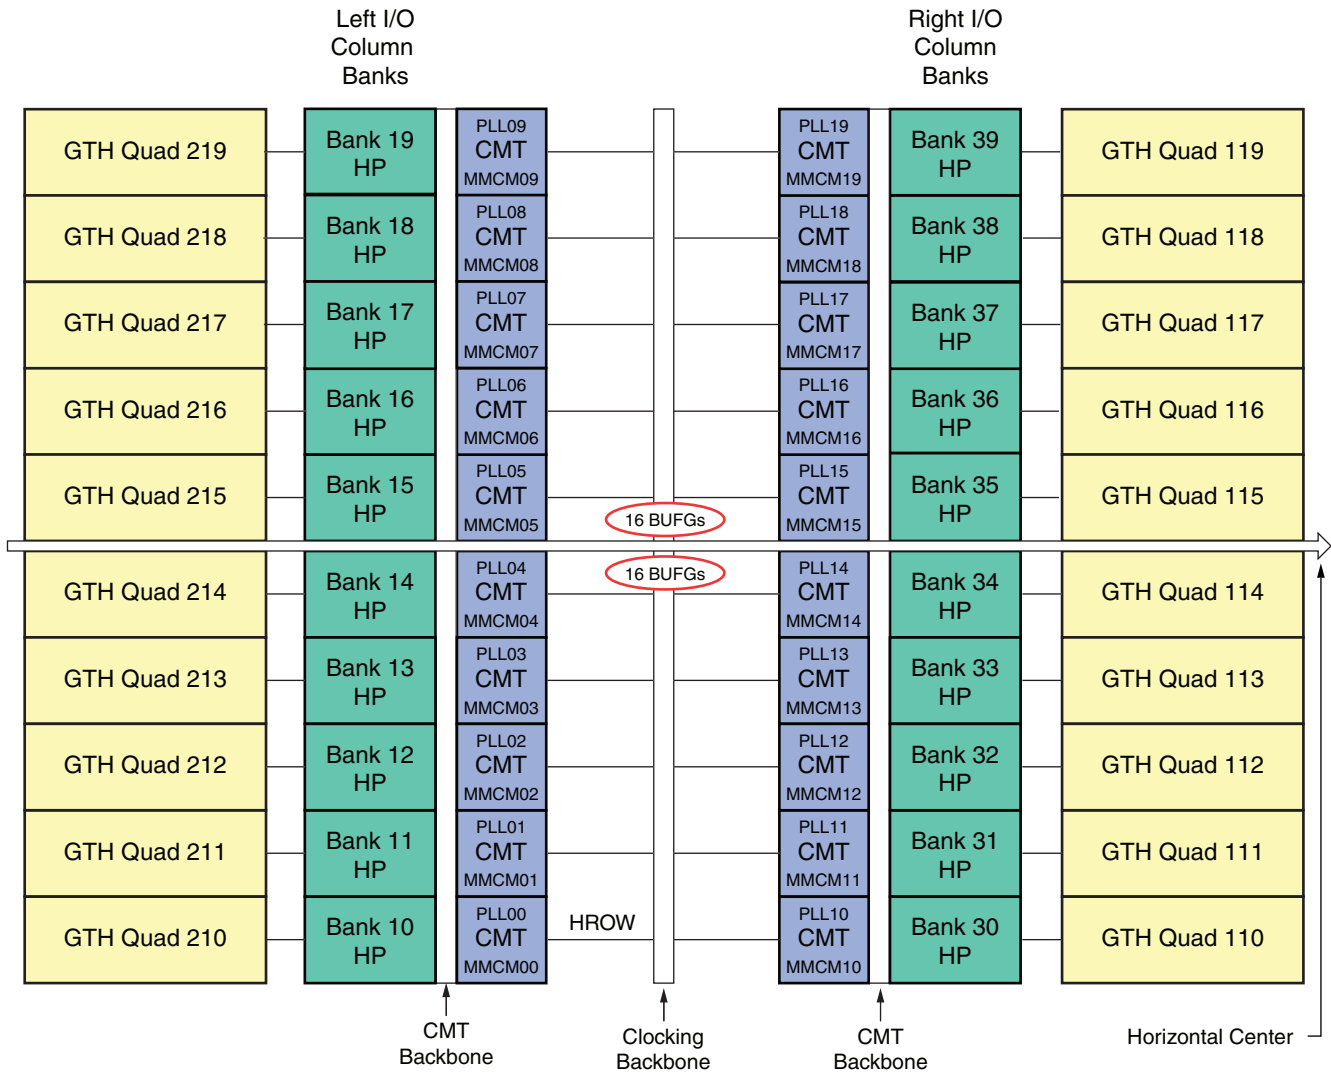 Left I/O
Column
Banks
Right I/O
Column
Banks
GTH Quad 219
Bank 19
HP
PLL09
CMT
MMCM09
PLL19
CMT
MMCM19
Bank 39
HP
GTH Quad 119
GTH Quad 218
Bank 18
HP
PLL08
CMT
MMCM08
PLL18
CMT
MMCM18
Bank 38
HP
GTH Quad 118
GTH Quad 217
Bank 17
HP
PLL07
CMT
MMCM07
PLL17
CMT
MMCM17
Bank 37
HP
GTH Quad 117
GTH Quad 216
Bank 16
HP
PLL06
CMT
MMCM06
PLL16
CMT
MMCM16
Bank 36
HP
GTH Quad 116
GTH Quad 215
Bank 15
HP
PLL05
CMT
MMCM05
16 BUFGs
PLL15
CMT
MMCM15
Bank 35
HP
GTH Quad 115
GTH Quad 214
Bank 14
HP
PLL04
CMT
MMCM04
16 BUFGs
PLL14
CMT
MMCM14
Bank 34
HP
GTH Quad 114
GTH Quad 213
Bank 13
HP
PLL03
CMT
MMCM03
PLL13
CMT
MMCM13
Bank 33
HP
GTH Quad 113
GTH Quad 212
Bank 12
HP
PLL02
CMT
MMCM02
PLL12
CMT
MMCM12
Bank 32
HP
GTH Quad 112
GTH Quad 211
Bank 11
HP
PLL01
CMT
MMCM01
PLL11
CMT
MMCM11
Bank 31
HP
GTH Quad 111
GTH Quad 210
Bank 10
HP
PLL00
CMT
MMCM00
HROW
PLL10
CMT
MMCM10
Bank 30
HP
GTH Quad 110
CMT
Backbone
Clocking
Backbone
CMT
Backbone
Horizontal Center